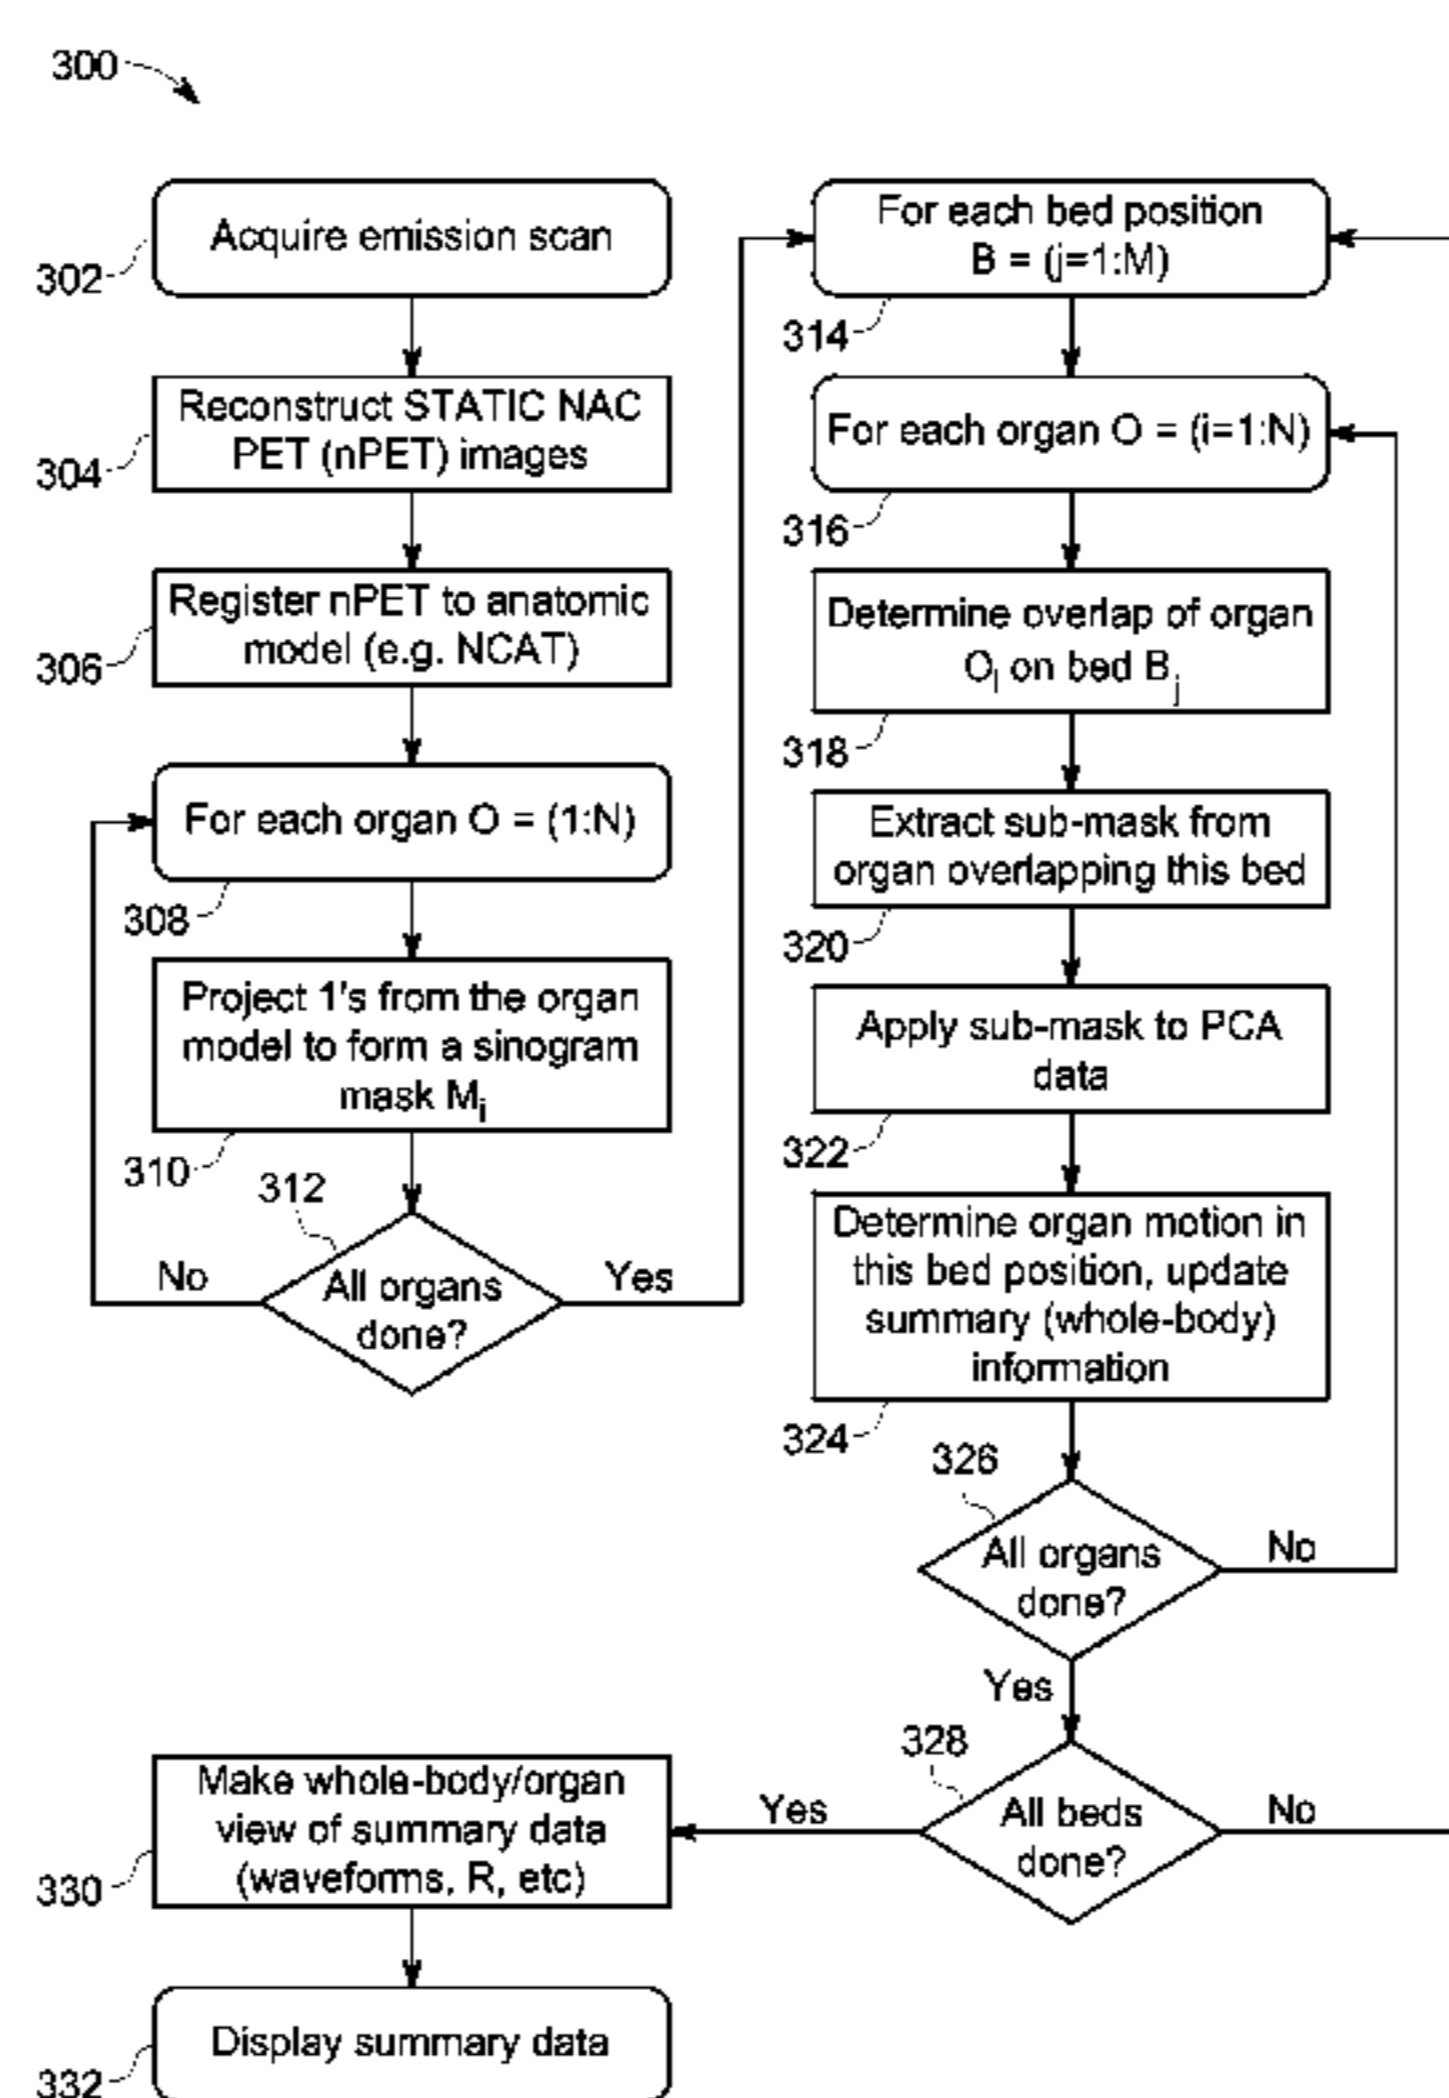 300
Acquire emission scan
302
Reconstruct STATIC NAC
PET (nPET) images
304
Register nPET to anatomic
model (e.g. NCAT)
306
For each organ O = (1:N)
308
Project 1's from the organ
model to form a sinogram
mask Mi
310
312
All organs
done?
No
Yes
For each bed position
B = (j=1:M)
314
For each organ O = (i=1:N)
316
Determine overlap of organ
Oi on bed Bj
318
Extract sub-mask from
organ overlapping this bed
320
Apply sub-mask to PCA
data
322
Determine organ motion in
this bed position, update
summary (whole-body)
information
324
326
All organs
done?
No
Yes
328
All beds
done?
No
Yes
Make whole-body/organ
view of summary data
(waveforms, R, etc)
330
Display summary data
332